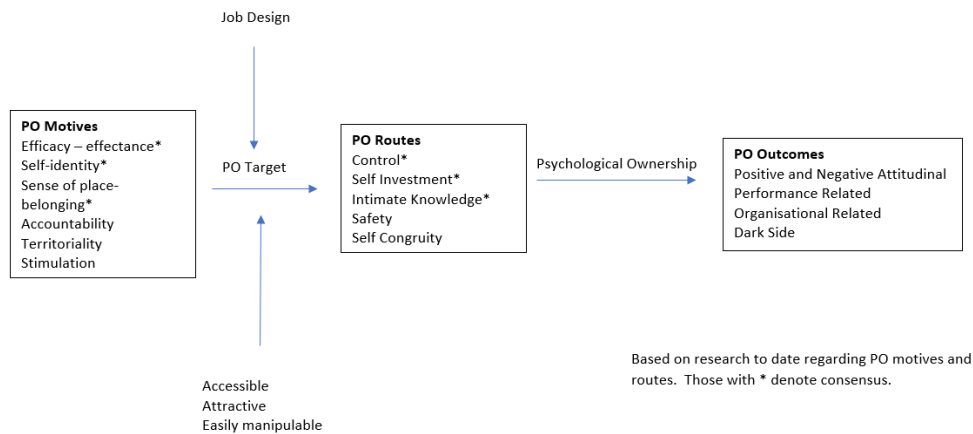 Job Design
PO Motives
Efficacy – effectance*
Self-identity*
Sense of place-
belonging*
Accountability
Territoriality
Stimulation
PO Target
PO Routes
Control*
Self Investment*
Intimate Knowledge*
Safety
Self Congruity
Psychological Ownership
PO Outcomes
Positive and Negative Attitudinal
Performance Related
Organisational Related
Dark Side
Accessible
Attractive
Easily manipulable
Based on research to date regarding PO motives and
routes.  Those with * denote consensus.